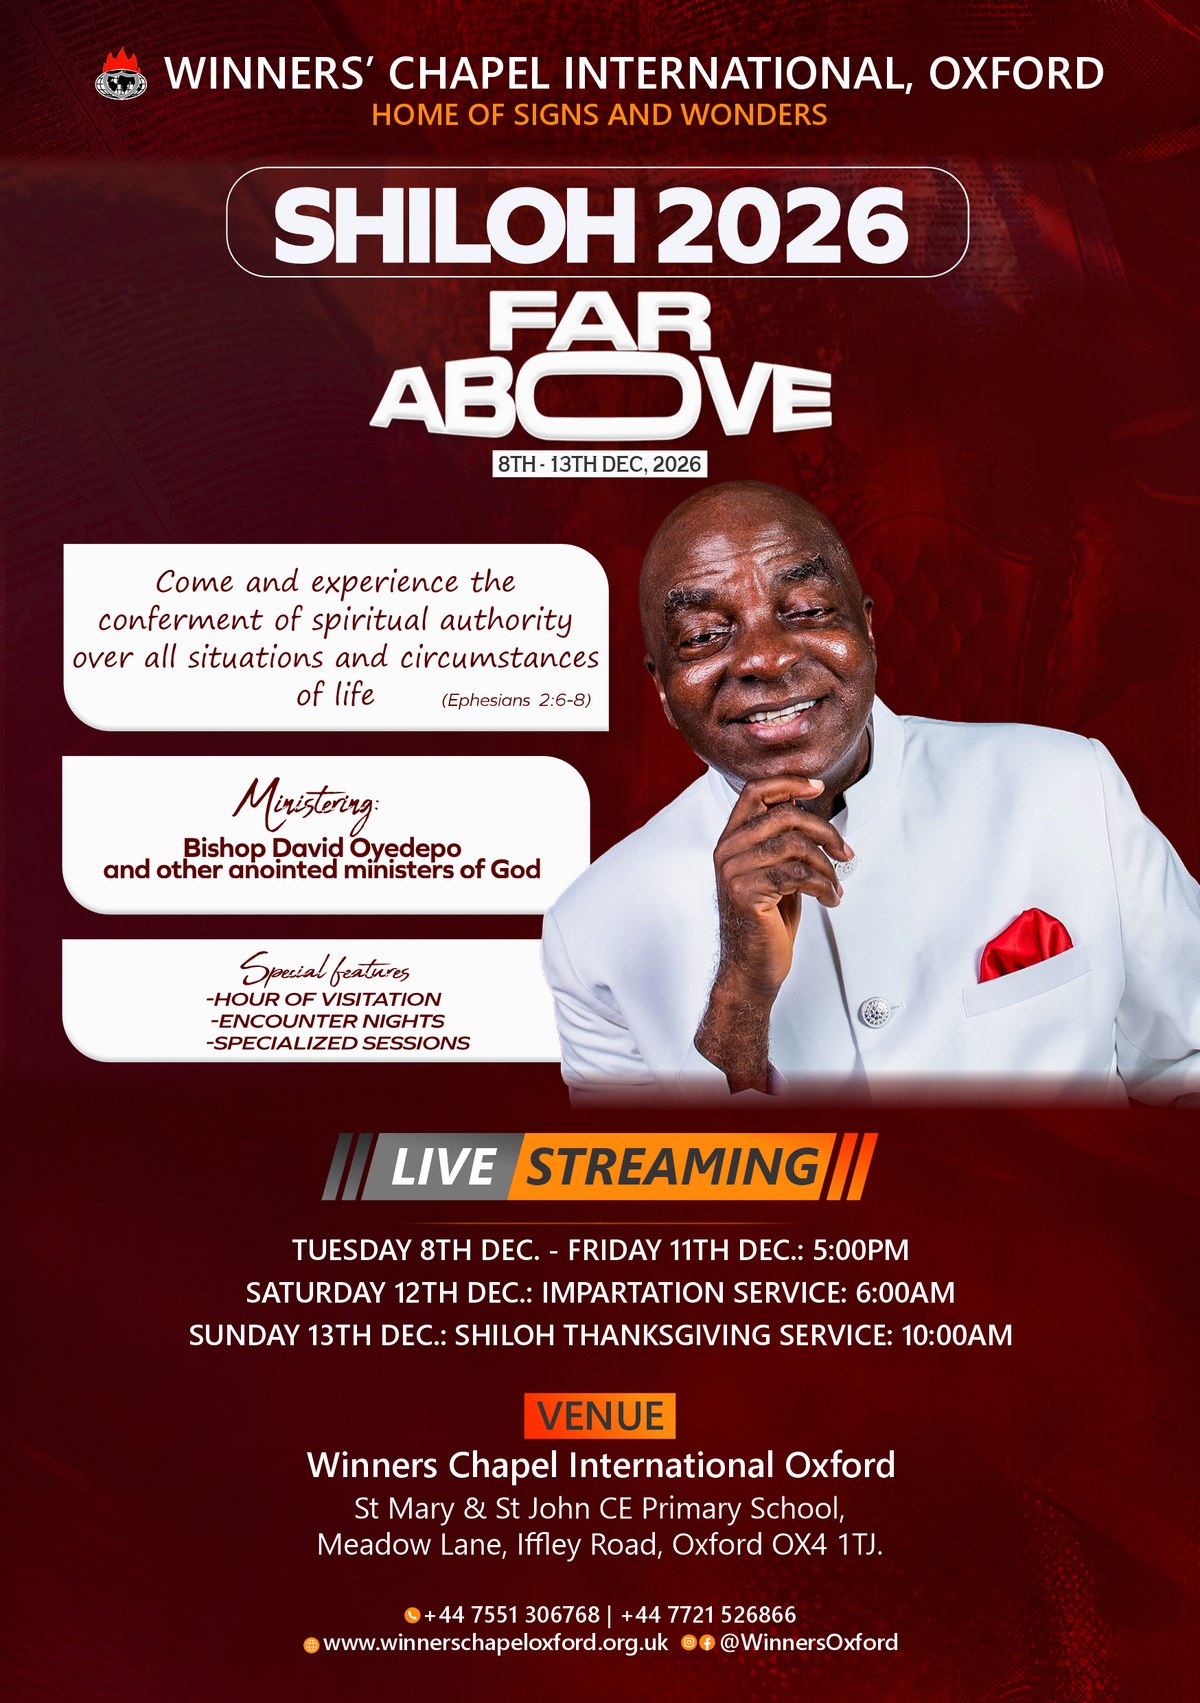 WINNERS' CHAPEL INTERNATIONAL, OXFORD
HOME OF SIGNS AND WONDERS
SHILOH 2026
FAR
ABOVE
8TH - 13TH DEC, 2026
Come and experience the
conferment of spiritual authority
over all situations and circumstances
of life (Ephesians 2:6-8)
Ministering:
Bishop David Oyedepo
and other anointed ministers of God
Special features
-HOUR OF VISITATION
-ENCOUNTER NIGHTS
-SPECIALIZED SESSIONS
LIVE STREAMING
TUESDAY 8TH DEC. - FRIDAY 11TH DEC.: 5:00PM
SATURDAY 12TH DEC.: IMPARTATION SERVICE: 6:00AM
SUNDAY 13TH DEC.: SHILOH THANKSGIVING SERVICE: 10:00AM
VENUE
Winners Chapel International Oxford
St Mary & St John CE Primary School,
Meadow Lane, Iffley Road, Oxford OX4 1TJ.
+44 7551 306768 | +44 7721 526866
www.winnerschapeloxford.org.uk @WinnersOxford